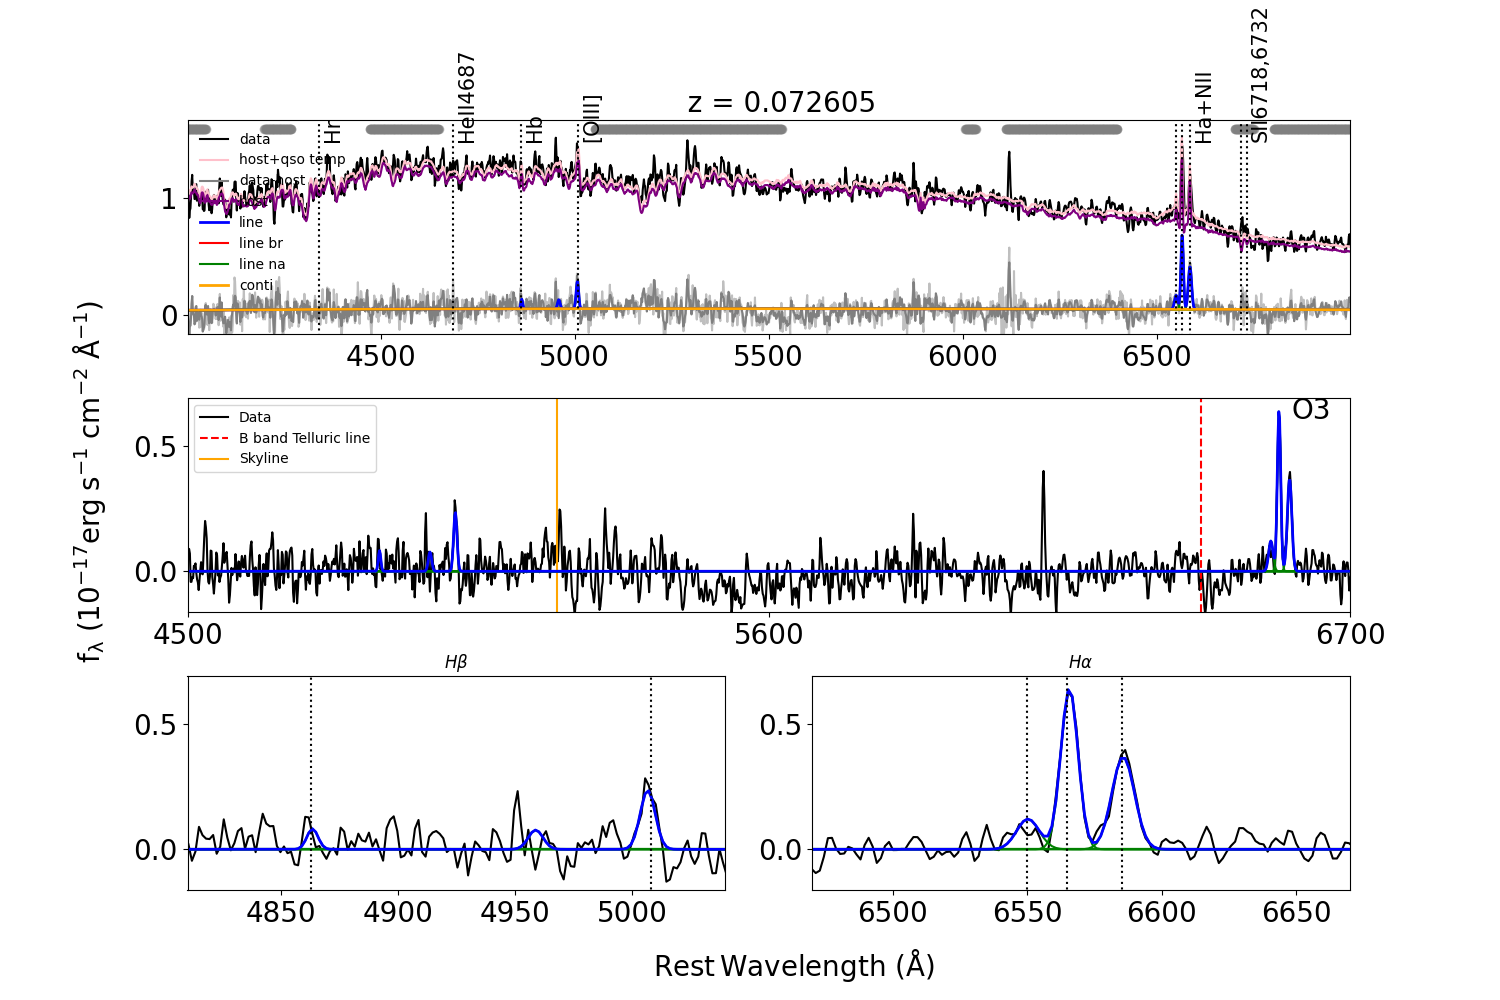 z = 0.072605
Hr
HeII4687
Hb
[OIII]
Ha+NII
SII6718,6732
data
host+qso temp
data-host
host
line
line br
line na
conti
1
0
4500
5000
5500
6000
6500
fλ (10⁻¹⁷erg s⁻¹ cm⁻² Å⁻¹)
Data
B band Telluric line
Skyline
O3
0.5
0.0
4500
5600
6700
Hβ
0.5
0.0
4850
4900
4950
5000
Hα
0.5
0.0
6500
6550
6600
6650
Rest Wavelength (Å)